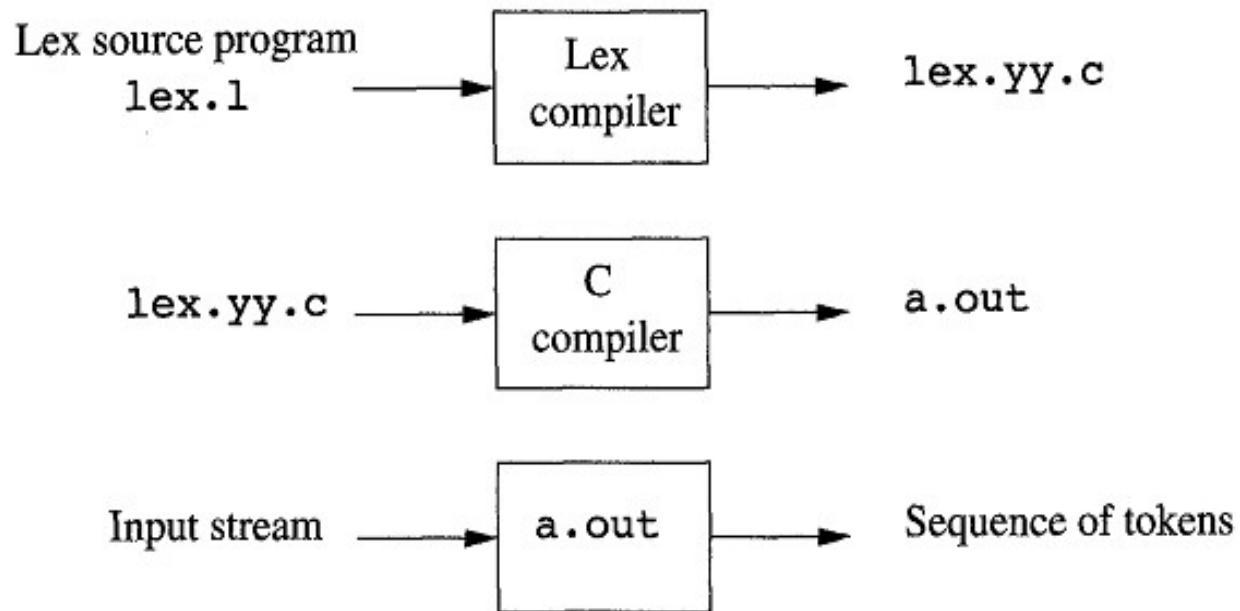 Lex source program
lex.l
Lex
compiler
lex.yy.c
lex.yy.c
C
compiler
a.out
Input stream
a.out
Sequence of tokens